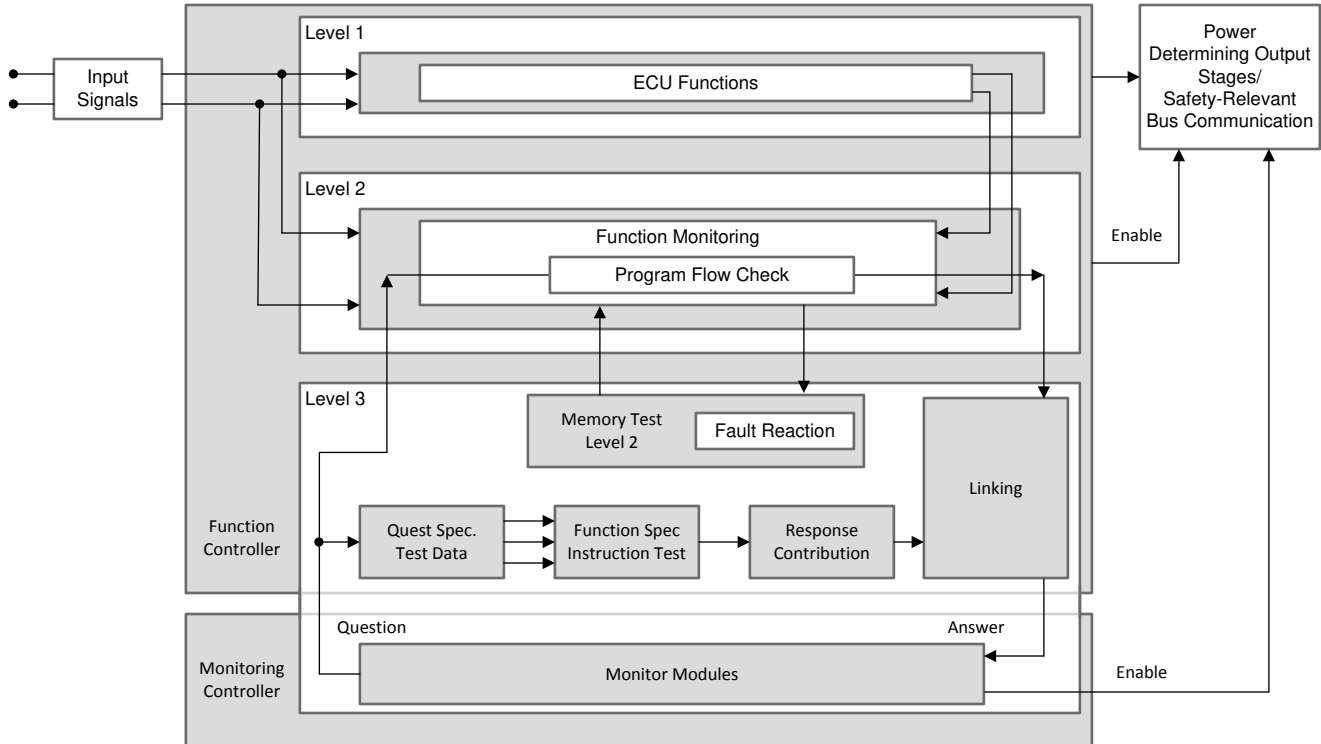 Level 1
Input
Signals
ECU Functions
Power
Determining Output
Stages/
Safety-Relevant
Bus Communication
Level 2
Function Monitoring
Program Flow Check
Enable
Level 3
Memory Test
Level 2
Fault Reaction
Linking
Function
Controller
Quest Spec.
Test Data
Function Spec
Instruction Test
Response
Contribution
Question
Answer
Monitoring
Controller
Monitor Modules
Enable